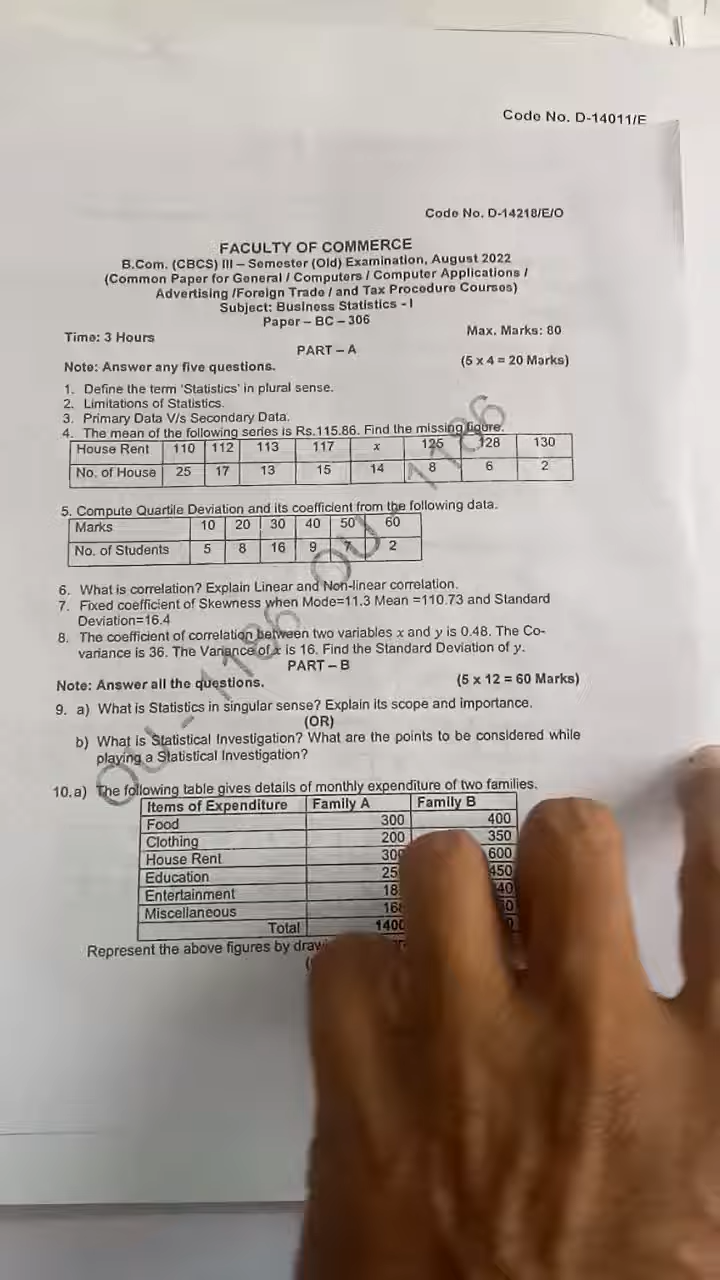 Code No. D-14011/E
Code No. D-14218/E/O
FACULTY OF COMMERCE
B.Com. (CBCS) III – Semester (Old) Examination, August 2022
(Common Paper for General / Computers / Computer Applications /
Advertising /Foreign Trade / and Tax Procedure Courses)
Subject: Business Statistics - I
Paper – BC – 306
Time: 3 Hours Max. Marks: 80
PART – A
Note: Answer any five questions. (5 x 4 = 20 Marks)
1. Define the term 'Statistics' in plural sense.
2. Limitations of Statistics.
3. Primary Data V/s Secondary Data.
4. The mean of the following series is Rs.115.86. Find the missing figure.
House Rent 110 112 113 117 x 125 128 130
No. of House 25 17 13 15 14 8 6 2
5. Compute Quartile Deviation and its coefficient from the following data.
Marks 10 20 30 40 50 60
No. of Students 5 8 16 9 7 2
6. What is correlation? Explain Linear and Non-linear correlation.
7. Fixed coefficient of Skewness when Mode=11.3 Mean =110.73 and Standard
Deviation=16.4
8. The coefficient of correlation between two variables x and y is 0.48. The Co-
variance is 36. The Variance of x is 16. Find the Standard Deviation of y.
PART – B
Note: Answer all the questions. (5 x 12 = 60 Marks)
9. a) What is Statistics in singular sense? Explain its scope and importance.
(OR)
b) What is Statistical Investigation? What are the points to be considered while
playing a Statistical Investigation?
10. a) The following table gives details of monthly expenditure of two families.
Items of Expenditure Family A Family B
Food 300 400
Clothing 200 350
House Rent 600
Education 450
Entertainment
Miscellaneous
Total 1400
Represent the above figures by
OU - 1186 OU - 1186